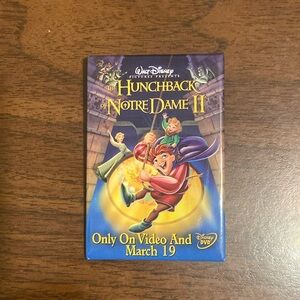 Walt Disney
PICTURES PRESENTS
THE HUNCHBACK
OF NOTRE DAME II
Only On Video And
March 19
Disney
DVD